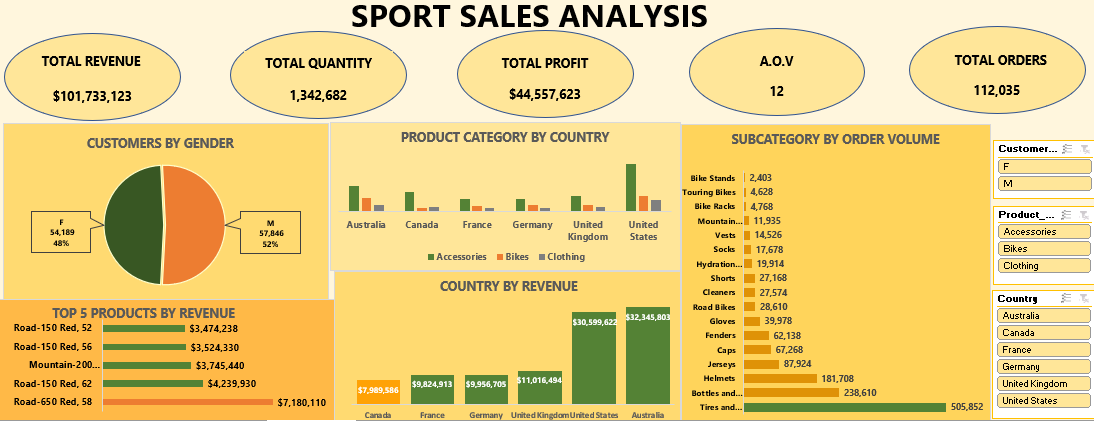 SPORT SALES ANALYSIS
TOTAL REVENUE
$101,733,123
TOTAL QUANTITY
1,342,682
TOTAL PROFIT
$44,557,623
A.O.V
12
TOTAL ORDERS
112,035
CUSTOMERS BY GENDER
F
54,189
48%
M
57,846
52%
TOP 5 PRODUCTS BY REVENUE
Road-150 Red, 52 $3,474,238
Road-150 Red, 56 $3,524,330
Mountain-200... $3,745,440
Road-150 Red, 62 $4,239,930
Road-650 Red, 58 $7,180,110
PRODUCT CATEGORY BY COUNTRY
Australia Canada France Germany United Kingdom United States
Accessories Bikes Clothing
COUNTRY BY REVENUE
$7,989,586 $9,824,913 $9,956,705 $11,016,494 $30,599,622 $32,345,803
Canada France Germany United Kingdom United States Australia
SUBCATEGORY BY ORDER VOLUME
Bike Stands 2,403
Touring Bikes 4,628
Bike Racks 4,768
Mountain... 11,935
Vests 14,526
Socks 17,678
Hydration... 19,914
Shorts 27,168
Cleaners 27,574
Road Bikes 28,610
Gloves 39,978
Fenders 62,138
Caps 67,268
Jerseys 87,924
Helmets 181,708
Bottles and... 238,610
Tires and... 505,852
Customer...
F
M
Product_...
Accessories
Bikes
Clothing
Country
Australia
Canada
France
Germany
United Kingdom
United States